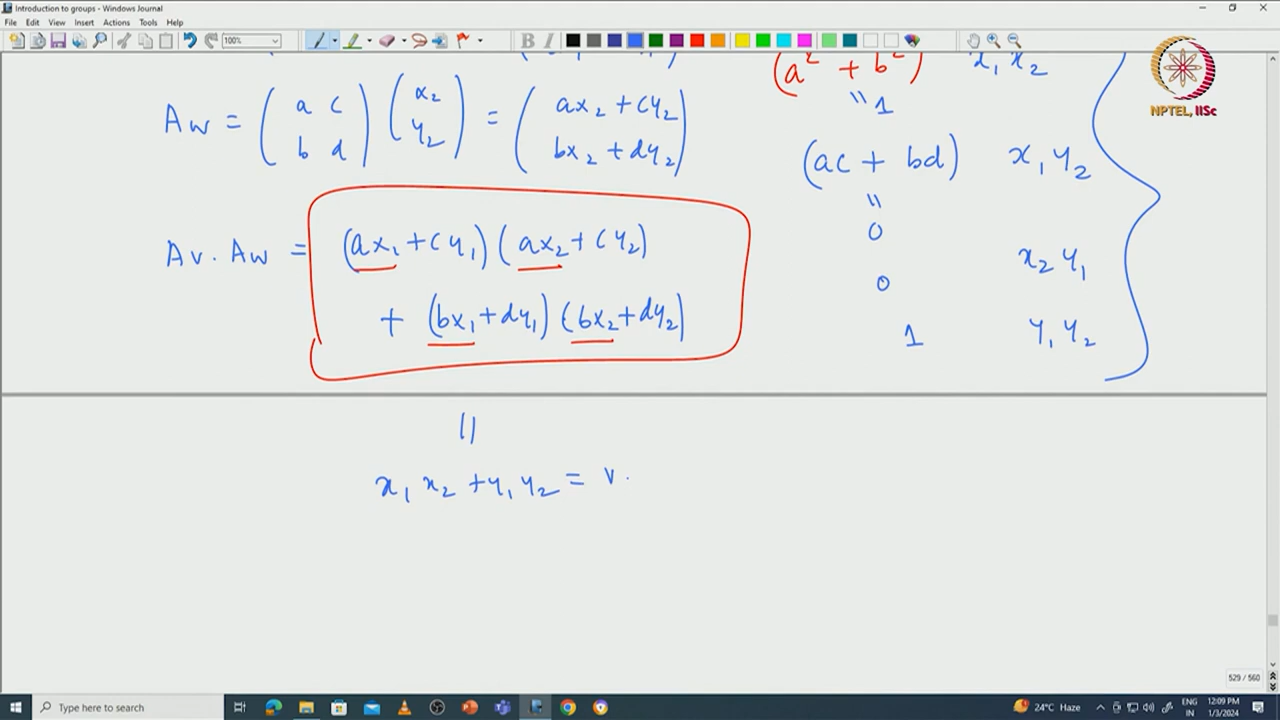 Introduction to groups - Windows Journal
File Edit View Insert Actions Tools Help
100%
B I
NPTEL, IISc
(a² + b²) x₁ x₂
"1
Aw = (a c b d) (x₂ y₂) = (ax₂ + cy₂ bx₂ + dy₂)
(ac + bd) x₁ y₂
"
0
Av. Aw = (ax₁ + cy₁) (ax₂ + cy₂)
0 x₂ y₁
+ (bx₁ + dy₁) (bx₂ + dy₂)
1 y₁ y₂
||
x₁ x₂ + y₁ y₂ = v.
529 / 560
Type here to search
24°C Haze
ENG
IN
12:09 PM
1/3/2024